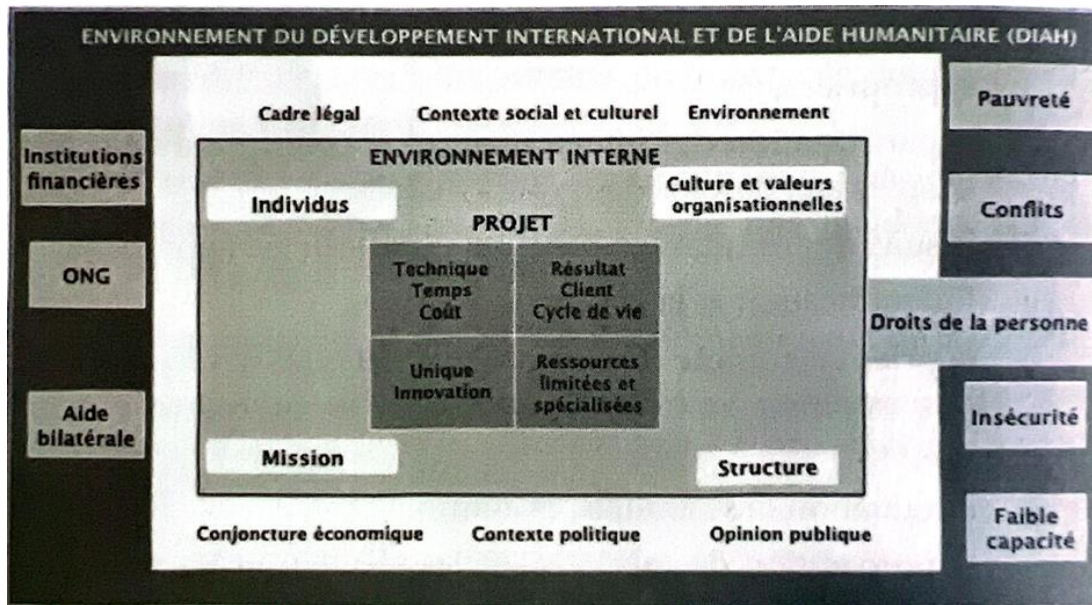 ENVIRONNEMENT DU DÉVELOPPEMENT INTERNATIONAL ET DE L'AIDE HUMANITAIRE (DIAH)
Cadre légal
Contexte social et culturel
Environnement
Institutions
financières
ONG
Aide
bilatérale
ENVIRONNEMENT INTERNE
Individus
Culture et valeurs
organisationnelles
PROJET
Technique
Temps
Coût
Résultat
Client
Cycle de vie
Unique
Innovation
Ressources
limitées et
spécialisées
Mission
Structure
Conjoncture économique
Contexte politique
Opinion publique
Pauvreté
Conflits
Droits de la personne
Insécurité
Faible
capacité